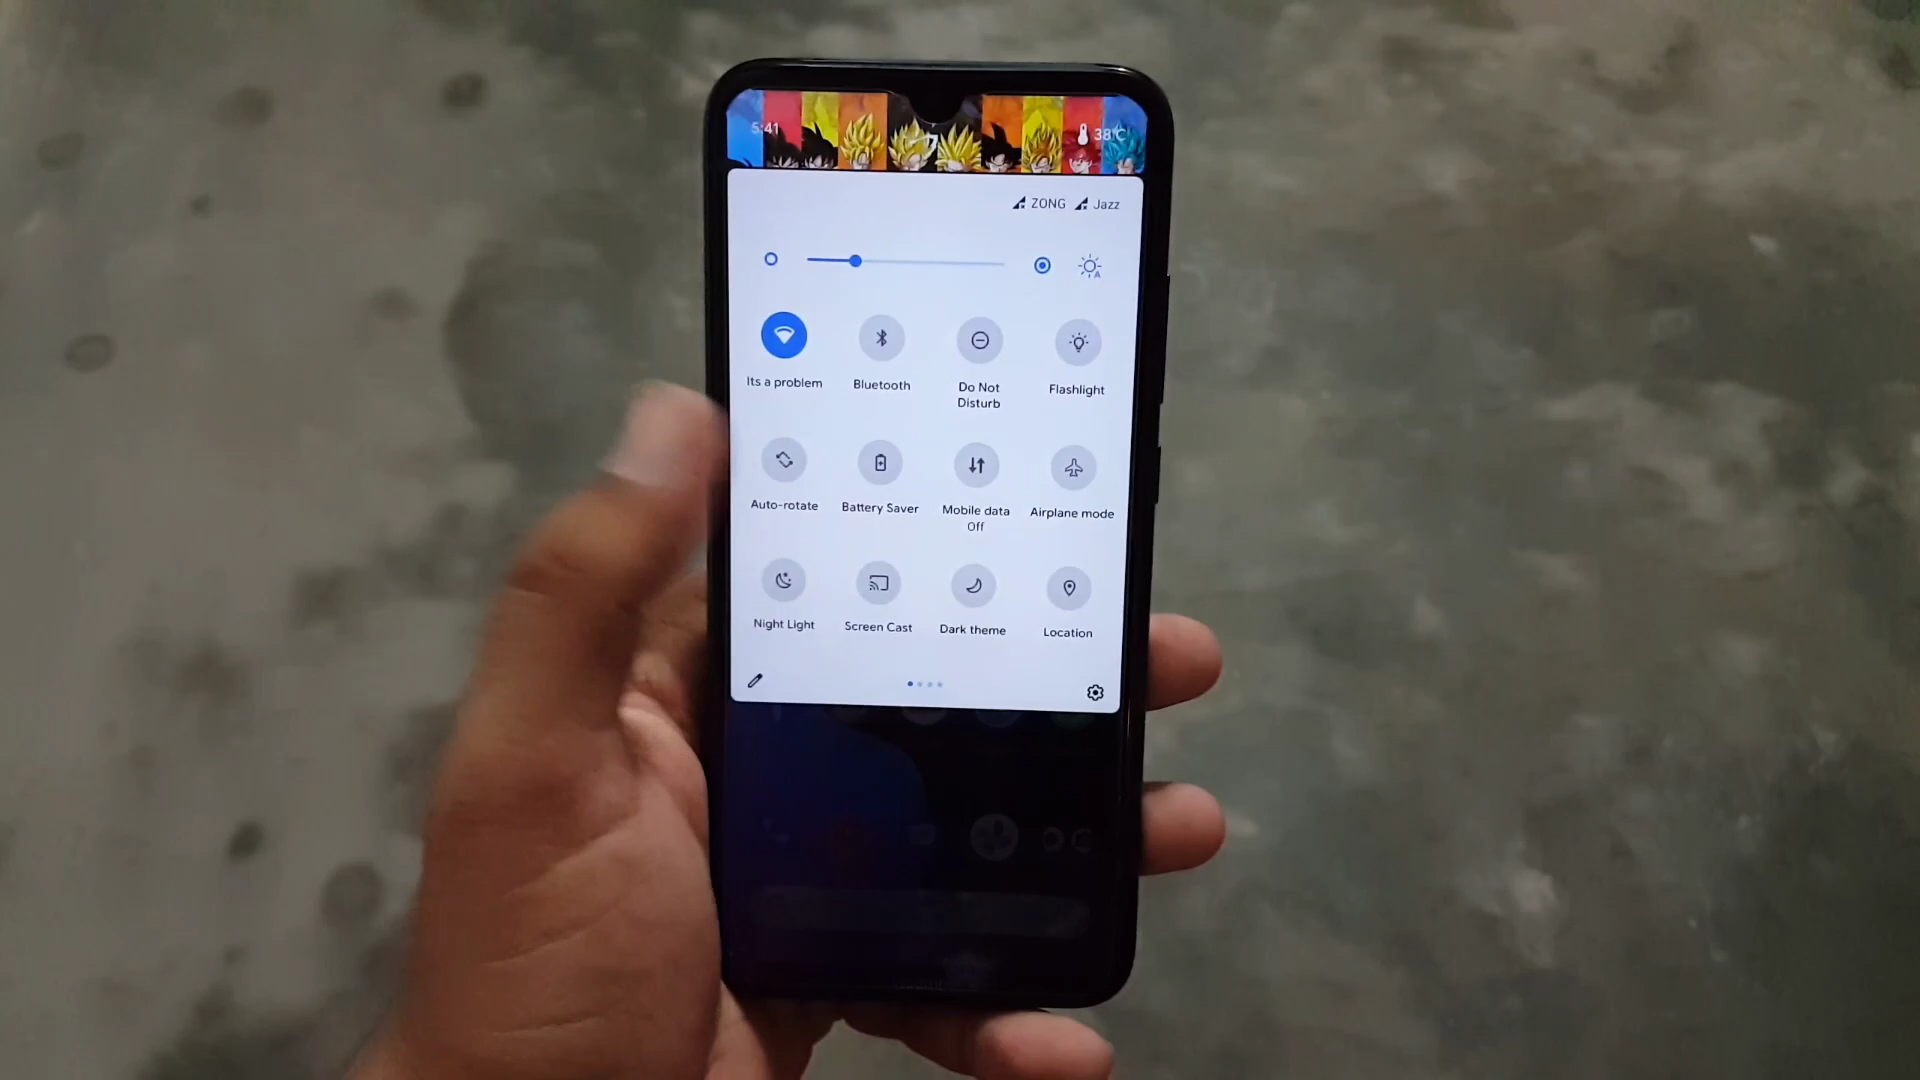 5:41
38°C
ZONG Jazz
Its a problem
Bluetooth
Do Not
Disturb
Flashlight
Auto-rotate
Battery Saver
Mobile data
Off
Airplane mode
Night Light
Screen Cast
Dark theme
Location